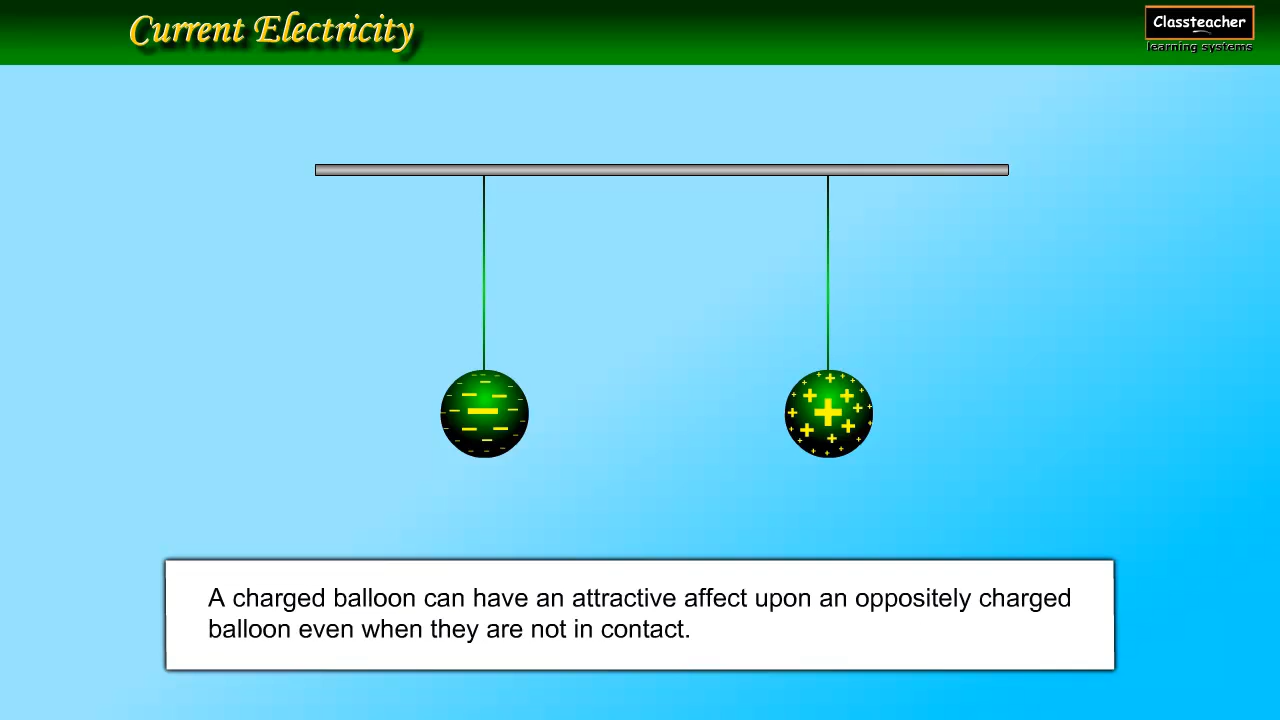 Current Electricity
Classteacher
learning systems
A charged balloon can have an attractive affect upon an oppositely charged
balloon even when they are not in contact.